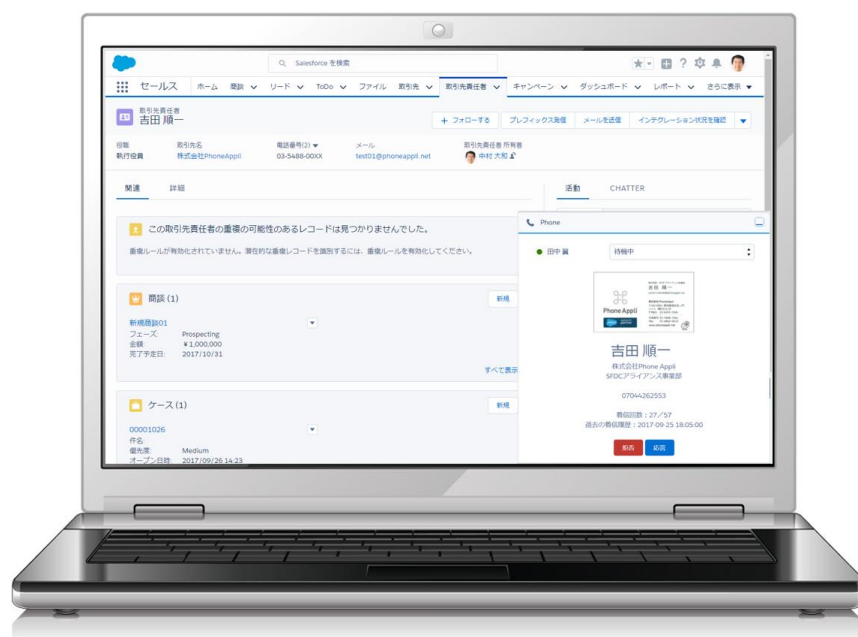 Salesforce を検索
セールス ホーム 商談 リード ToDo ファイル 取引先 取引先責任者 キャンペーン ダッシュボード レポート さらに表示 ▼
取引先責任者
吉田 順一
+ フォローする プレフィックス発信 メールを送信 インテグレーション状況を確認
役職 取引先名 電話番号(2) ▼ メール 取引先責任者 所有者
執行役員 株式会社PhoneAppli 03-5488-00XX test01@phoneappli.net 中村 大和
関連 詳細 活動 CHATTER
この取引先責任者の重複の可能性のあるレコードは見つかりませんでした。
重複ルールが有効化されていません。潜在的な重複レコードを識別するには、重複ルールを有効化してください。
商談 (1) 新規
新規商談01
フェーズ: Prospecting
金額: ¥1,000,000
完了予定日: 2017/10/31
すべて表示
ケース (1) 新規
00001026
件名:
優先度: Medium
オープン日時: 2017/09/26 14:23
Phone
田中 翼 待機中
吉田 順一
Phone Appli
吉田 順一
株式会社Phone Appli
SFDCアライアンス事業部
07044262553
着信回数：27／57
過去の着信履歴：2017-09-25 18:05:00
拒否 応答